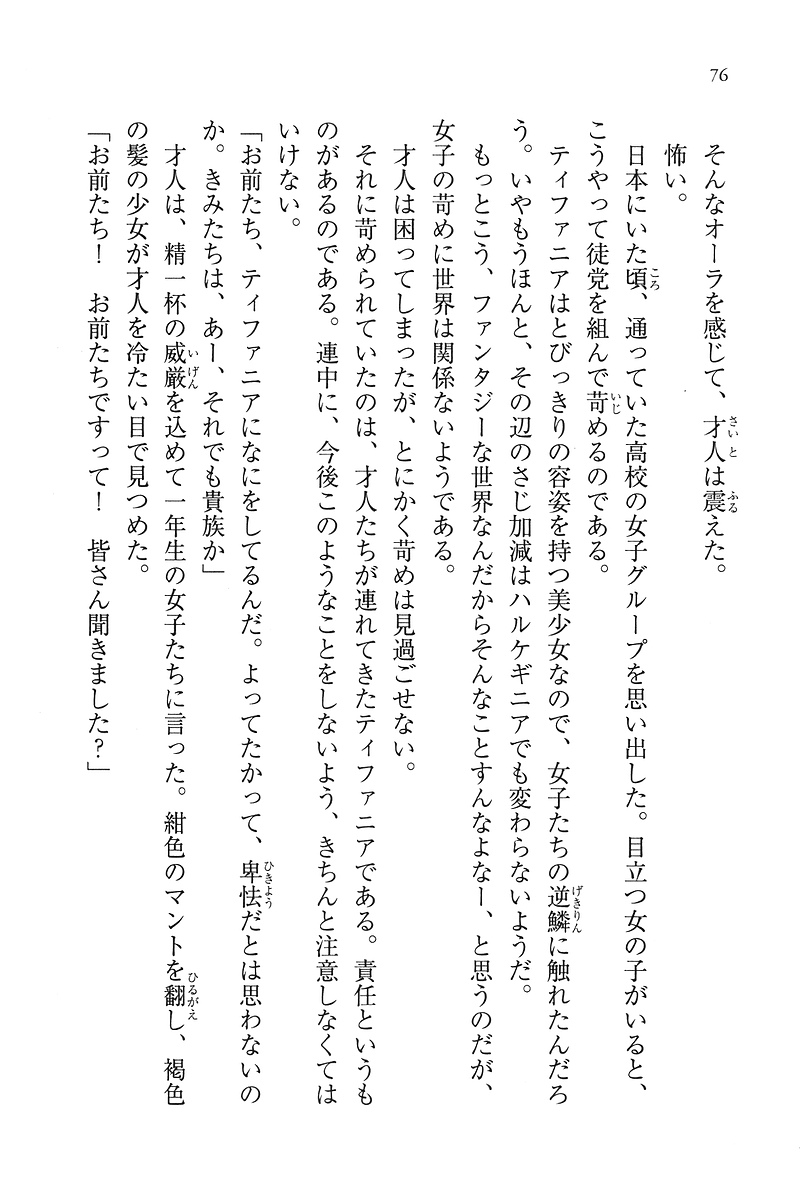 76
そんなオーラを感じて、才人は震えた。
怖い。
日本にいた頃、通っていた高校の女子グループを思い出した。目立つ女の子がいると、
こうやって徒党を組んで苛めるのである。
ティファニアはとびっきりの容姿を持つ美少女なので、女子たちの逆鱗に触れたんだろ
う。いやもうほんと、その辺のさじ加減はハルケギニアでも変わらないようだ。
もっとこう、ファンタジーな世界なんだからそんなことすんなよなー、と思うのだが、
女子の苛めに世界は関係ないようである。
才人は困ってしまったが、とにかく苛めは見過ごせない。
それに苛められていたのは、才人たちが連れてきたティファニアである。責任というも
のがあるのである。連中に、今後このようなことをしないよう、きちんと注意しなくては
いけない。
「お前たち、ティファニアになにをしてるんだ。よってたかって、卑怯だとは思わないの
か。きみたちは、あー、それでも貴族か」
才人は、精一杯の威厳を込めて一年生の女子たちに言った。紺色のマントを翻し、褐色
の髪の少女が才人を冷たい目で見つめた。
「お前たち！　お前たちですって！　皆さん聞きました？」